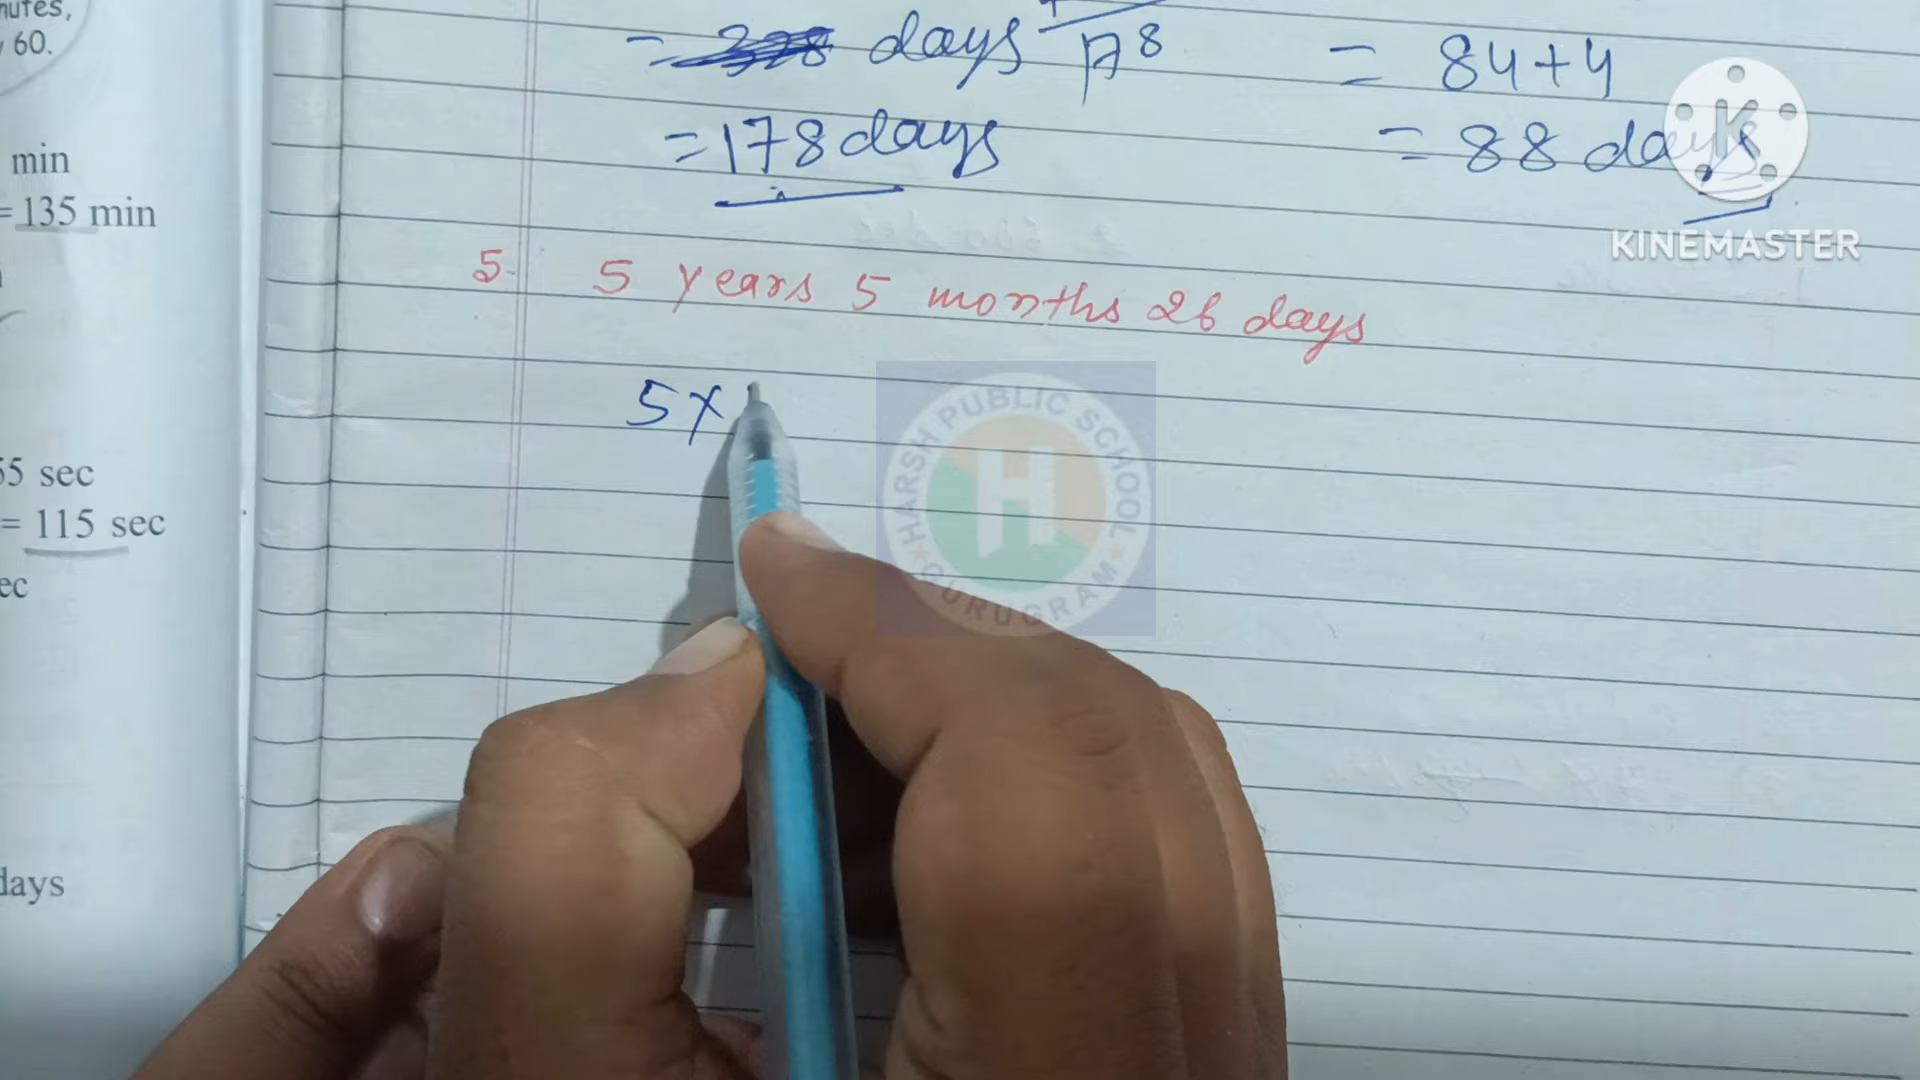 nutes,
60.
min
= 135 min
55 sec
= 115 sec
ec
days
= days 178
= 178 days
= 84+4
= 88 days
KINEMASTER
5. 5 Years 5 months 26 days
5×
HARSH PUBLIC SCHOOL
H
GURUGRAM